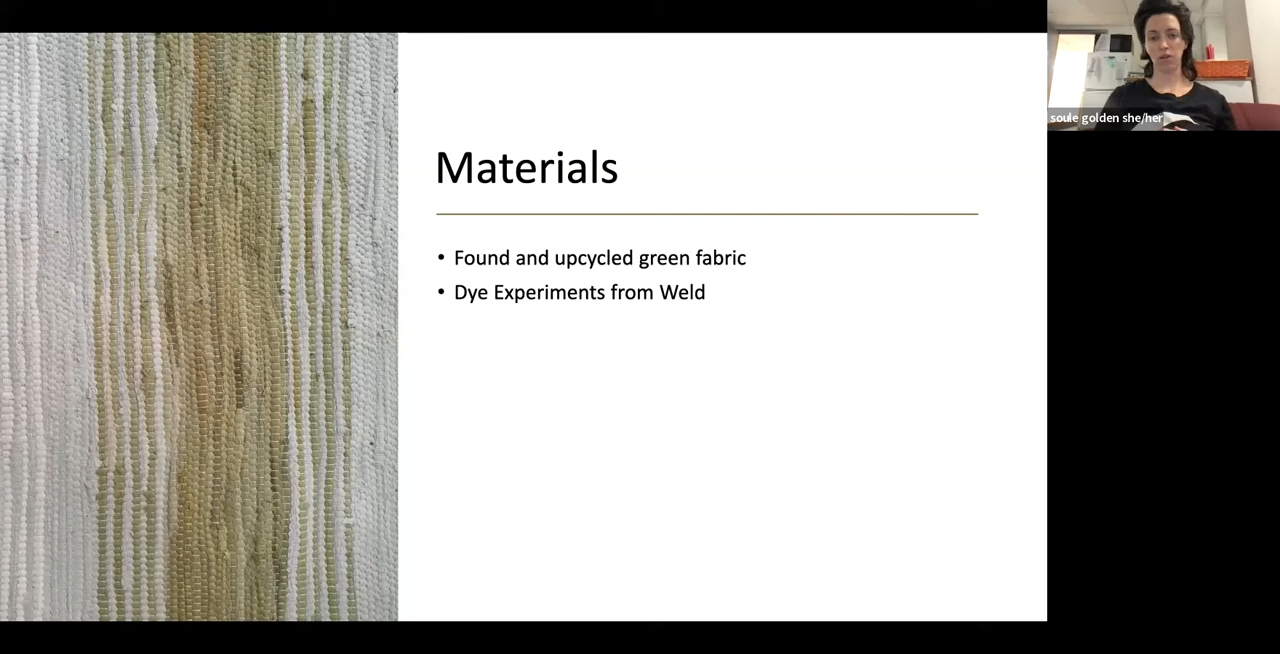 soule golden she/her
Materials
• Found and upcycled green fabric
• Dye Experiments from Weld